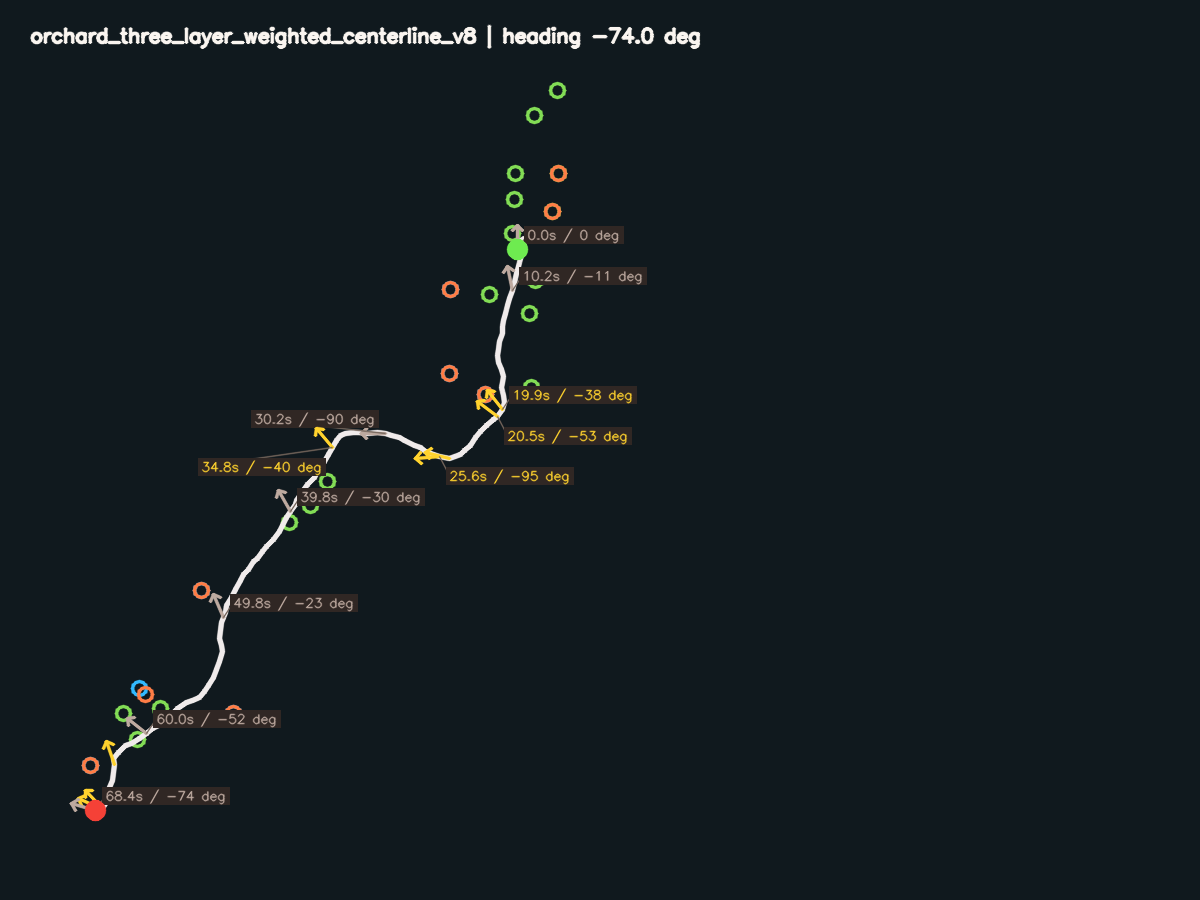 orchard_three_layer_weighted_centerline_v8 | heading -74.0 deg
0.0s / 0 deg
10.2s / -11 deg
19.9s / -38 deg
30.2s / -90 deg
20.5s / -53 deg
34.8s / -40 deg
25.6s / -95 deg
39.8s / -30 deg
49.8s / -23 deg
60.0s / -52 deg
68.4s / -74 deg